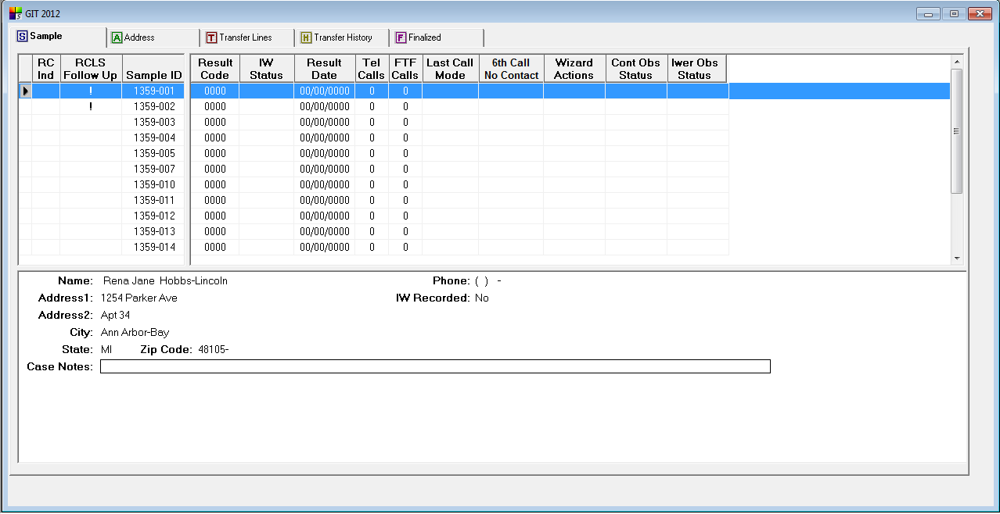 GIT 2012
S Sample A Address T Transfer Lines H Transfer History F Finalized
RC Ind RCLS Follow Up Sample ID Result Code IW Status Result Date Tel Calls FTF Calls Last Call Mode 6th Call No Contact Wizard Actions Cont Obs Status Iwer Obs Status
! 1359-001 0000 00/00/0000 0 0
! 1359-002 0000 00/00/0000 0 0
1359-003 0000 00/00/0000 0 0
1359-004 0000 00/00/0000 0 0
1359-005 0000 00/00/0000 0 0
1359-007 0000 00/00/0000 0 0
1359-010 0000 00/00/0000 0 0
1359-011 0000 00/00/0000 0 0
1359-012 0000 00/00/0000 0 0
1359-013 0000 00/00/0000 0 0
1359-014 0000 00/00/0000 0 0
Name: Rena Jane Hobbs-Lincoln Phone: ( ) -
Address1: 1254 Parker Ave IW Recorded: No
Address2: Apt 34
City: Ann Arbor-Bay
State: MI Zip Code: 48105-
Case Notes: